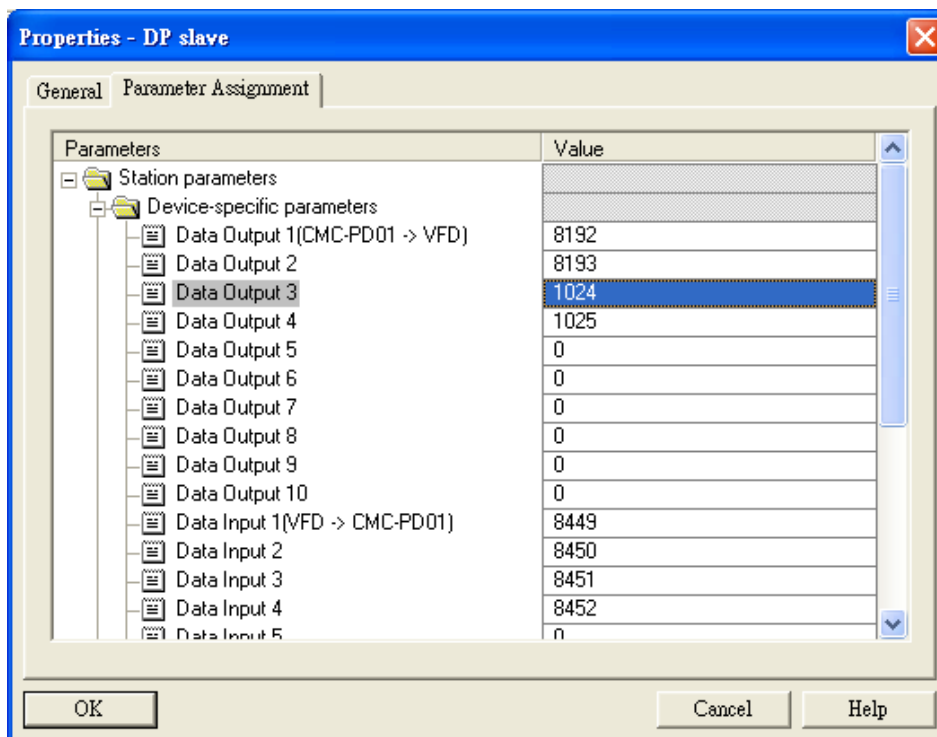 Properties - DP slave
General Parameter Assignment
Parameters Value
Station parameters
Device-specific parameters
Data Output 1(CMC-PD01 -> VFD) 8192
Data Output 2 8193
Data Output 3 1024
Data Output 4 1025
Data Output 5 0
Data Output 6 0
Data Output 7 0
Data Output 8 0
Data Output 9 0
Data Output 10 0
Data Input 1(VFD -> CMC-PD01) 8449
Data Input 2 8450
Data Input 3 8451
Data Input 4 8452
Data Input 5 0
OK Cancel Help